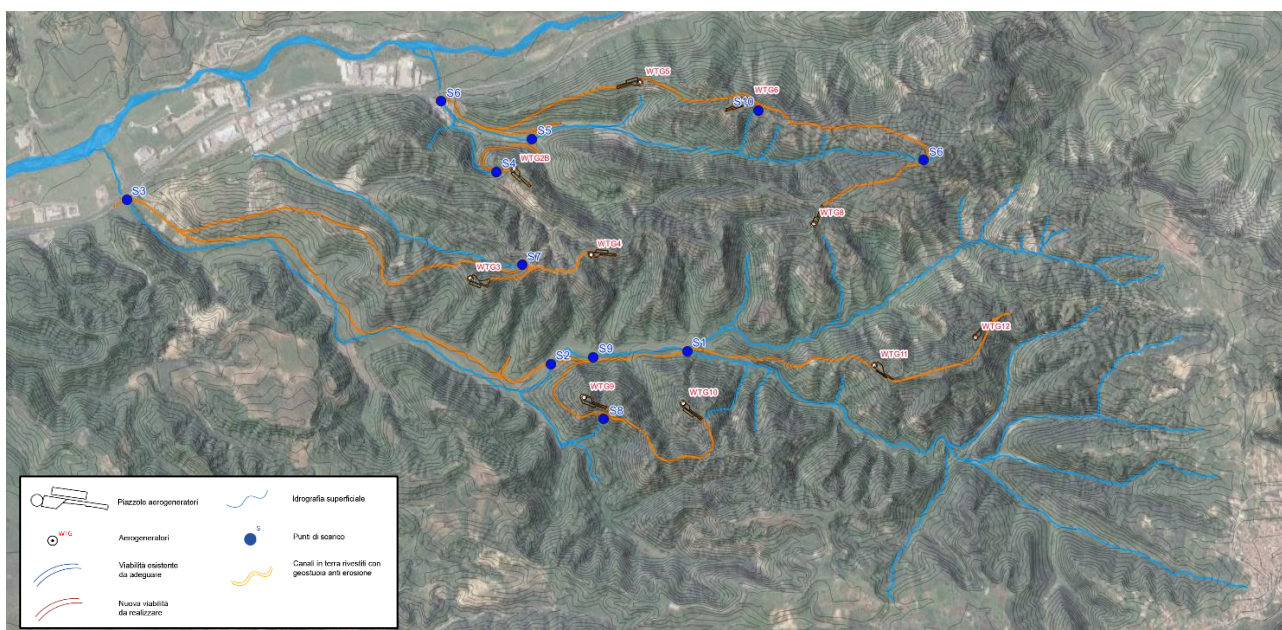 WTG5
WTG6
S6
S10
S5
S6
S4
WTG2B
S3
WTG8
WTG4
S7
WTG3
WTG12
S1
S9
S2
WTG11
WTG9
WTG10
S8
Piazzole aerogeneratori
Idrografia superficiale
WTG
S
Aerogeneratori
Punti di scarico
Viabilità esistente
da adeguare
Canali in terra rivestiti con
geostuoia anti erosione
Nuova viabilità
da realizzare